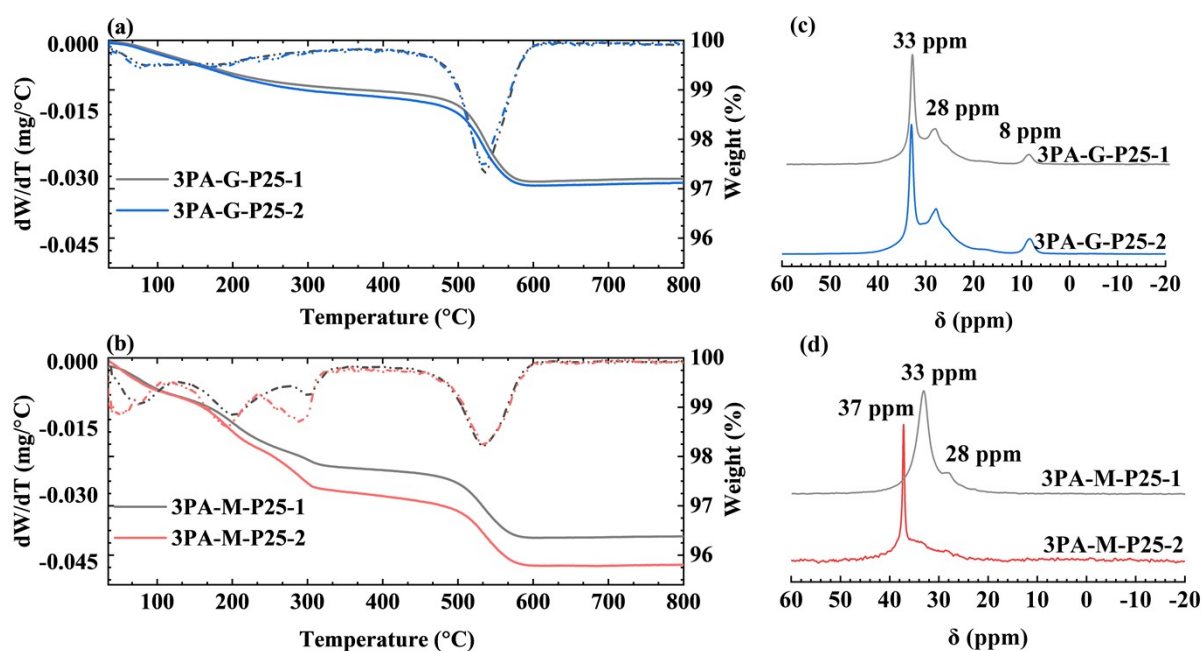 (a)
0.000
-0.015
-0.030
-0.045
dW/dT (mg/°C)
100
99
98
97
96
Weight (%)
3PA-G-P25-1
3PA-G-P25-2
100 200 300 400 500 600 700 800
Temperature (°C)
(c)
33 ppm
28 ppm
8 ppm
3PA-G-P25-1
3PA-G-P25-2
60 50 40 30 20 10 0 -10 -20
δ (ppm)
(b)
0.000
-0.015
-0.030
-0.045
dW/dT (mg/°C)
100
99
98
97
96
Weight (%)
3PA-M-P25-1
3PA-M-P25-2
100 200 300 400 500 600 700 800
Temperature (°C)
(d)
33 ppm
37 ppm
28 ppm
3PA-M-P25-1
3PA-M-P25-2
60 50 40 30 20 10 0 -10 -20
δ (ppm)